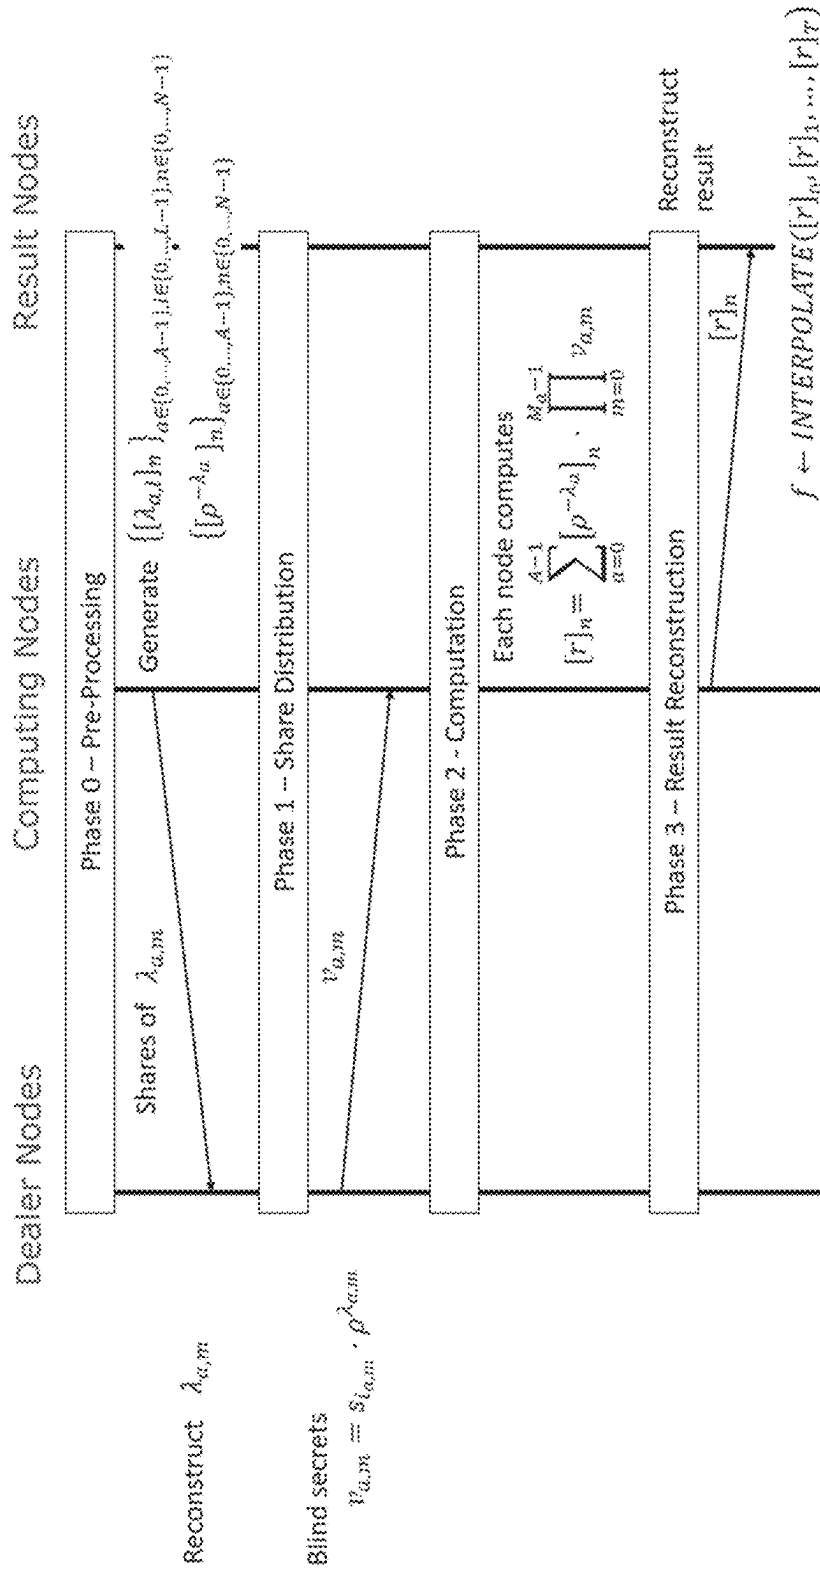 Dealer Nodes
Computing Nodes
Result Nodes
Phase 0 – Pre-Processing
Shares of λ_{a,m}
Generate {[λ_{a,l}]_n}_{a∈{0,…,A−1},l∈{0,…,L−1},n∈{0,…,N−1}}
{[ρ^{−λ_a}]_n}_{a∈{0,…,A−1},n∈{0,…,N−1}}
Reconstruct λ_{a,m}
Phase 1 – Share Distribution
Blind secrets
v_{a,m} = s_{i_{a,m}} · ρ^{λ_{a,m}}
v_{a,m}
Phase 2 - Computation
Each node computes
[r]_n = ∑_{a=0}^{A−1} [ρ^{−λ_a}]_n · ∏_{m=0}^{M_a−1} v_{a,m}
Phase 3 – Result Reconstruction
Reconstruct
result
[r]_n
f ← INTERPOLATE([r]_0, [r]_1, …, [r]_T)